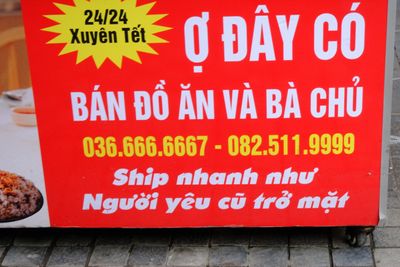 24/24
Xuyên Tết
Ợ ĐÂY CÓ
BÁN ĐỒ ĂN VÀ BÀ CHỦ
036.666.6667 - 082.511.9999
Ship nhanh như
Người yêu cũ trở mặt